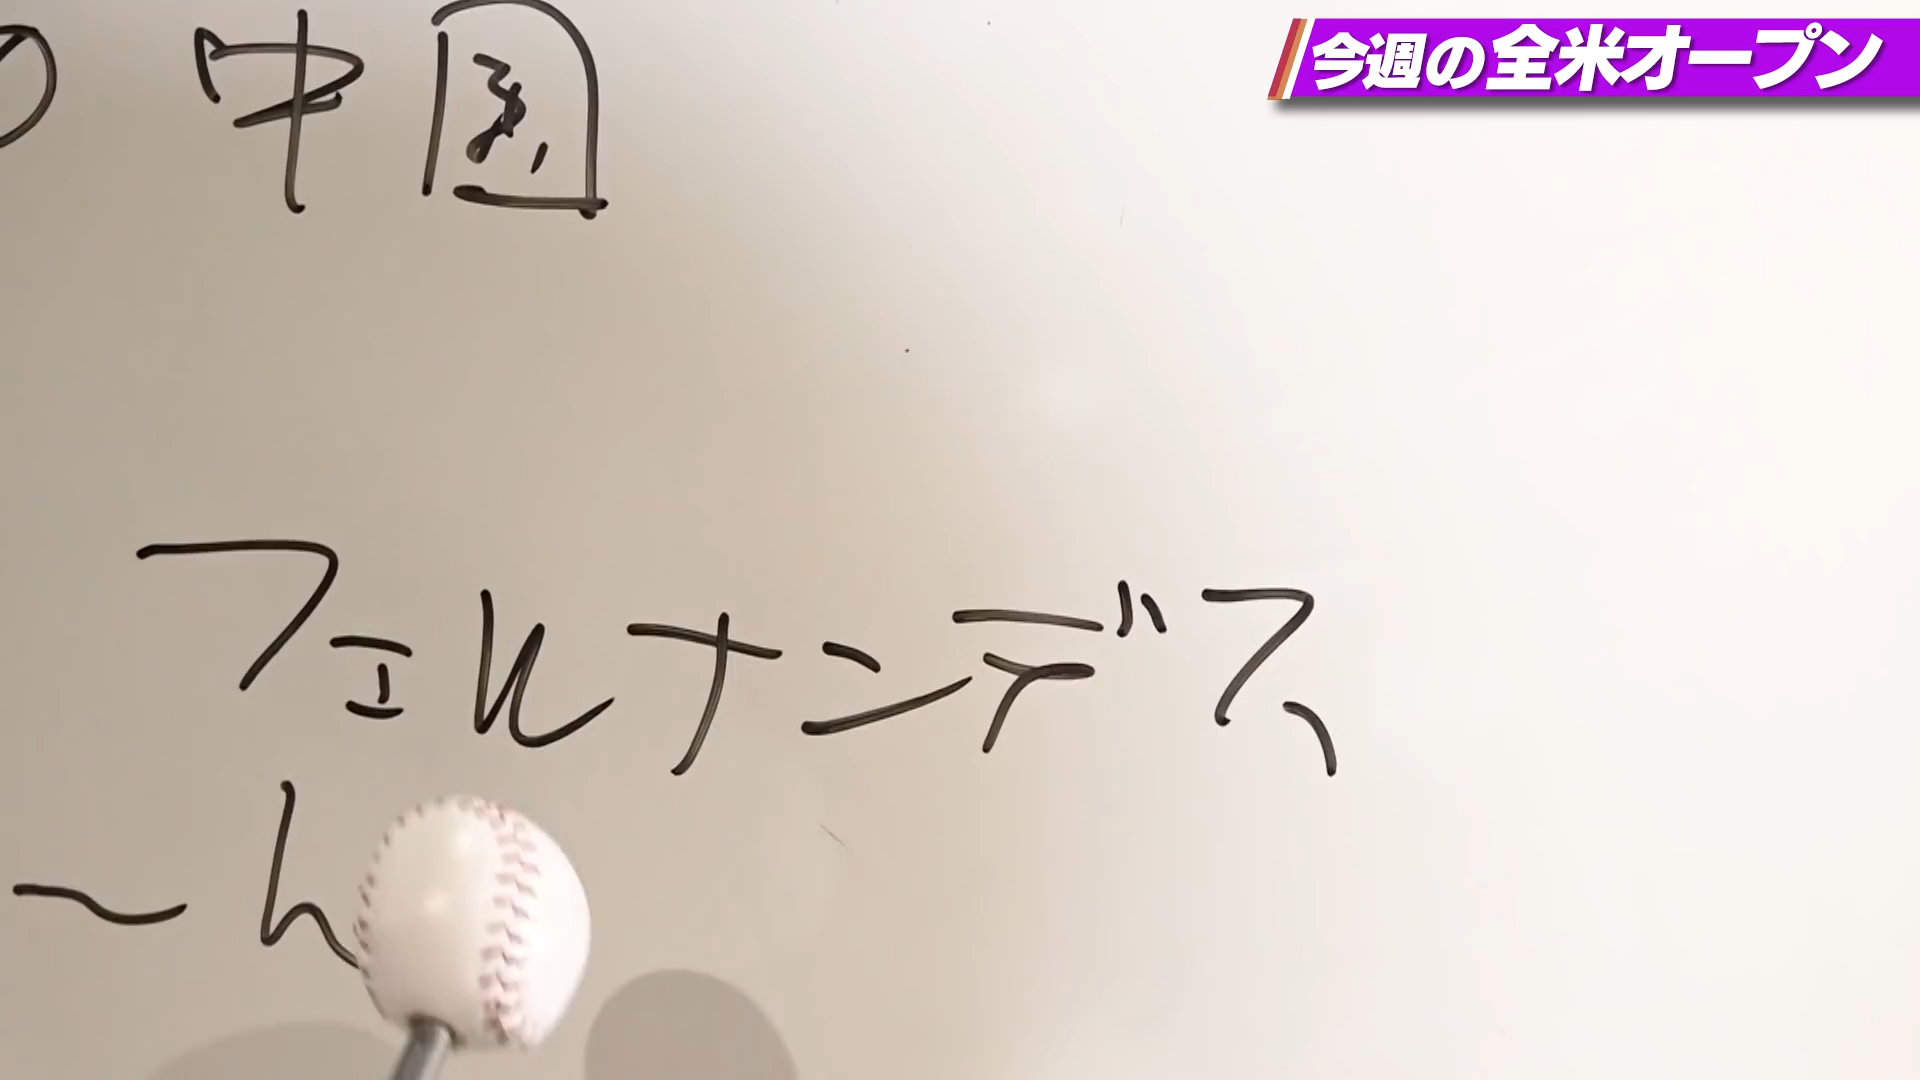 今週の全米オープン
の 中国
フェルナンデス
〜ん